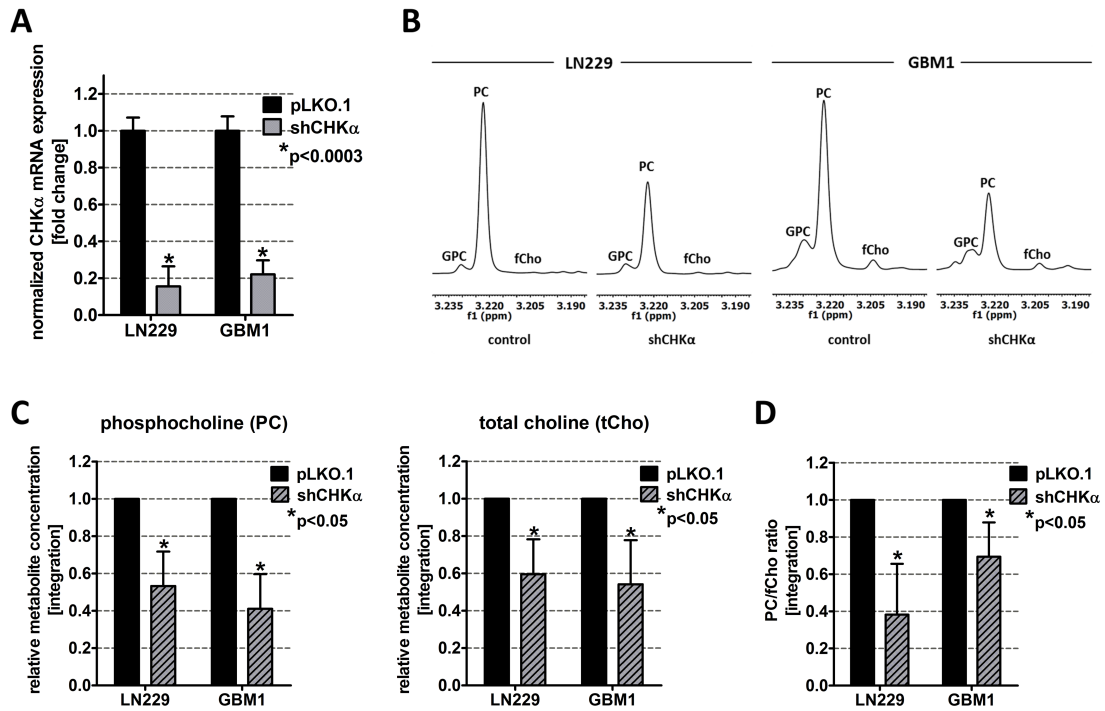 A
normalized CHKα mRNA expression
[fold change]
1.2
1.0
0.8
0.6
0.4
0.2
0.0
pLKO.1
shCHKα
*p<0.0003
*
*
LN229
GBM1
B
LN229
GBM1
PC
GPC
fCho
PC
GPC
fCho
PC
GPC
fCho
PC
GPC
fCho
3.235 3.220 3.205 3.190
f1 (ppm)
control
3.235 3.220 3.205 3.190
f1 (ppm)
shCHKα
3.235 3.220 3.205 3.190
f1 (ppm)
control
3.235 3.220 3.205 3.190
f1 (ppm)
shCHKα
C
phosphocholine (PC)
relative metabolite concentration
[integration]
1.2
1.0
0.8
0.6
0.4
0.2
0.0
pLKO.1
shCHKα
*p<0.05
*
*
LN229
GBM1
total choline (tCho)
relative metabolite concentration
[integration]
1.2
1.0
0.8
0.6
0.4
0.2
0.0
pLKO.1
shCHKα
*p<0.05
*
*
LN229
GBM1
D
PC/fCho ratio
[integration]
1.2
1.0
0.8
0.6
0.4
0.2
0.0
pLKO.1
shCHKα
*p<0.05
*
*
LN229
GBM1